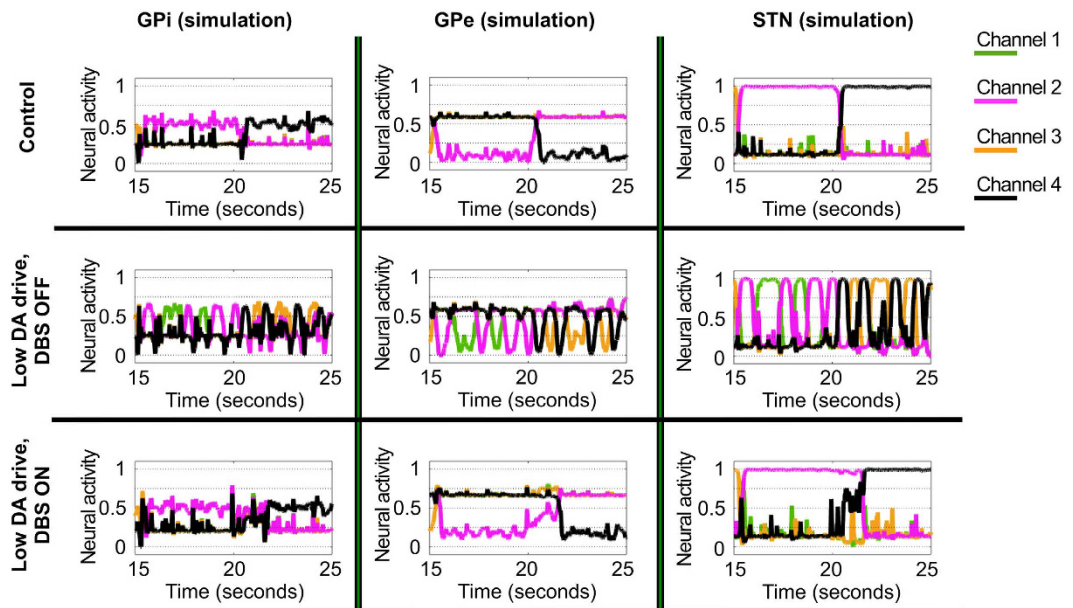 GPi (simulation)
GPe (simulation)
STN (simulation)
Channel 1
Channel 2
Channel 3
Channel 4
Control
Neural activity
1
0.5
0
15
20
25
Time (seconds)
Neural activity
1
0.5
0
15
20
25
Time (seconds)
Neural activity
1
0.5
0
15
20
25
Time (seconds)
Low DA drive,
DBS OFF
Neural activity
1
0.5
0
15
20
25
Time (seconds)
Neural activity
1
0.5
0
15
20
25
Time (seconds)
Neural activity
1
0.5
0
15
20
25
Time (seconds)
Low DA drive,
DBS ON
Neural activity
1
0.5
0
15
20
25
Time (seconds)
Neural activity
1
0.5
0
15
20
25
Time (seconds)
Neural activity
1
0.5
0
15
20
25
Time (seconds)